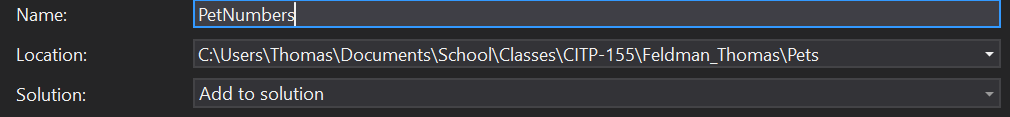 Name: PetNumbers
Location: C:\Users\Thomas\Documents\School\Classes\CITP-155\Feldman_Thomas\Pets
Solution: Add to solution